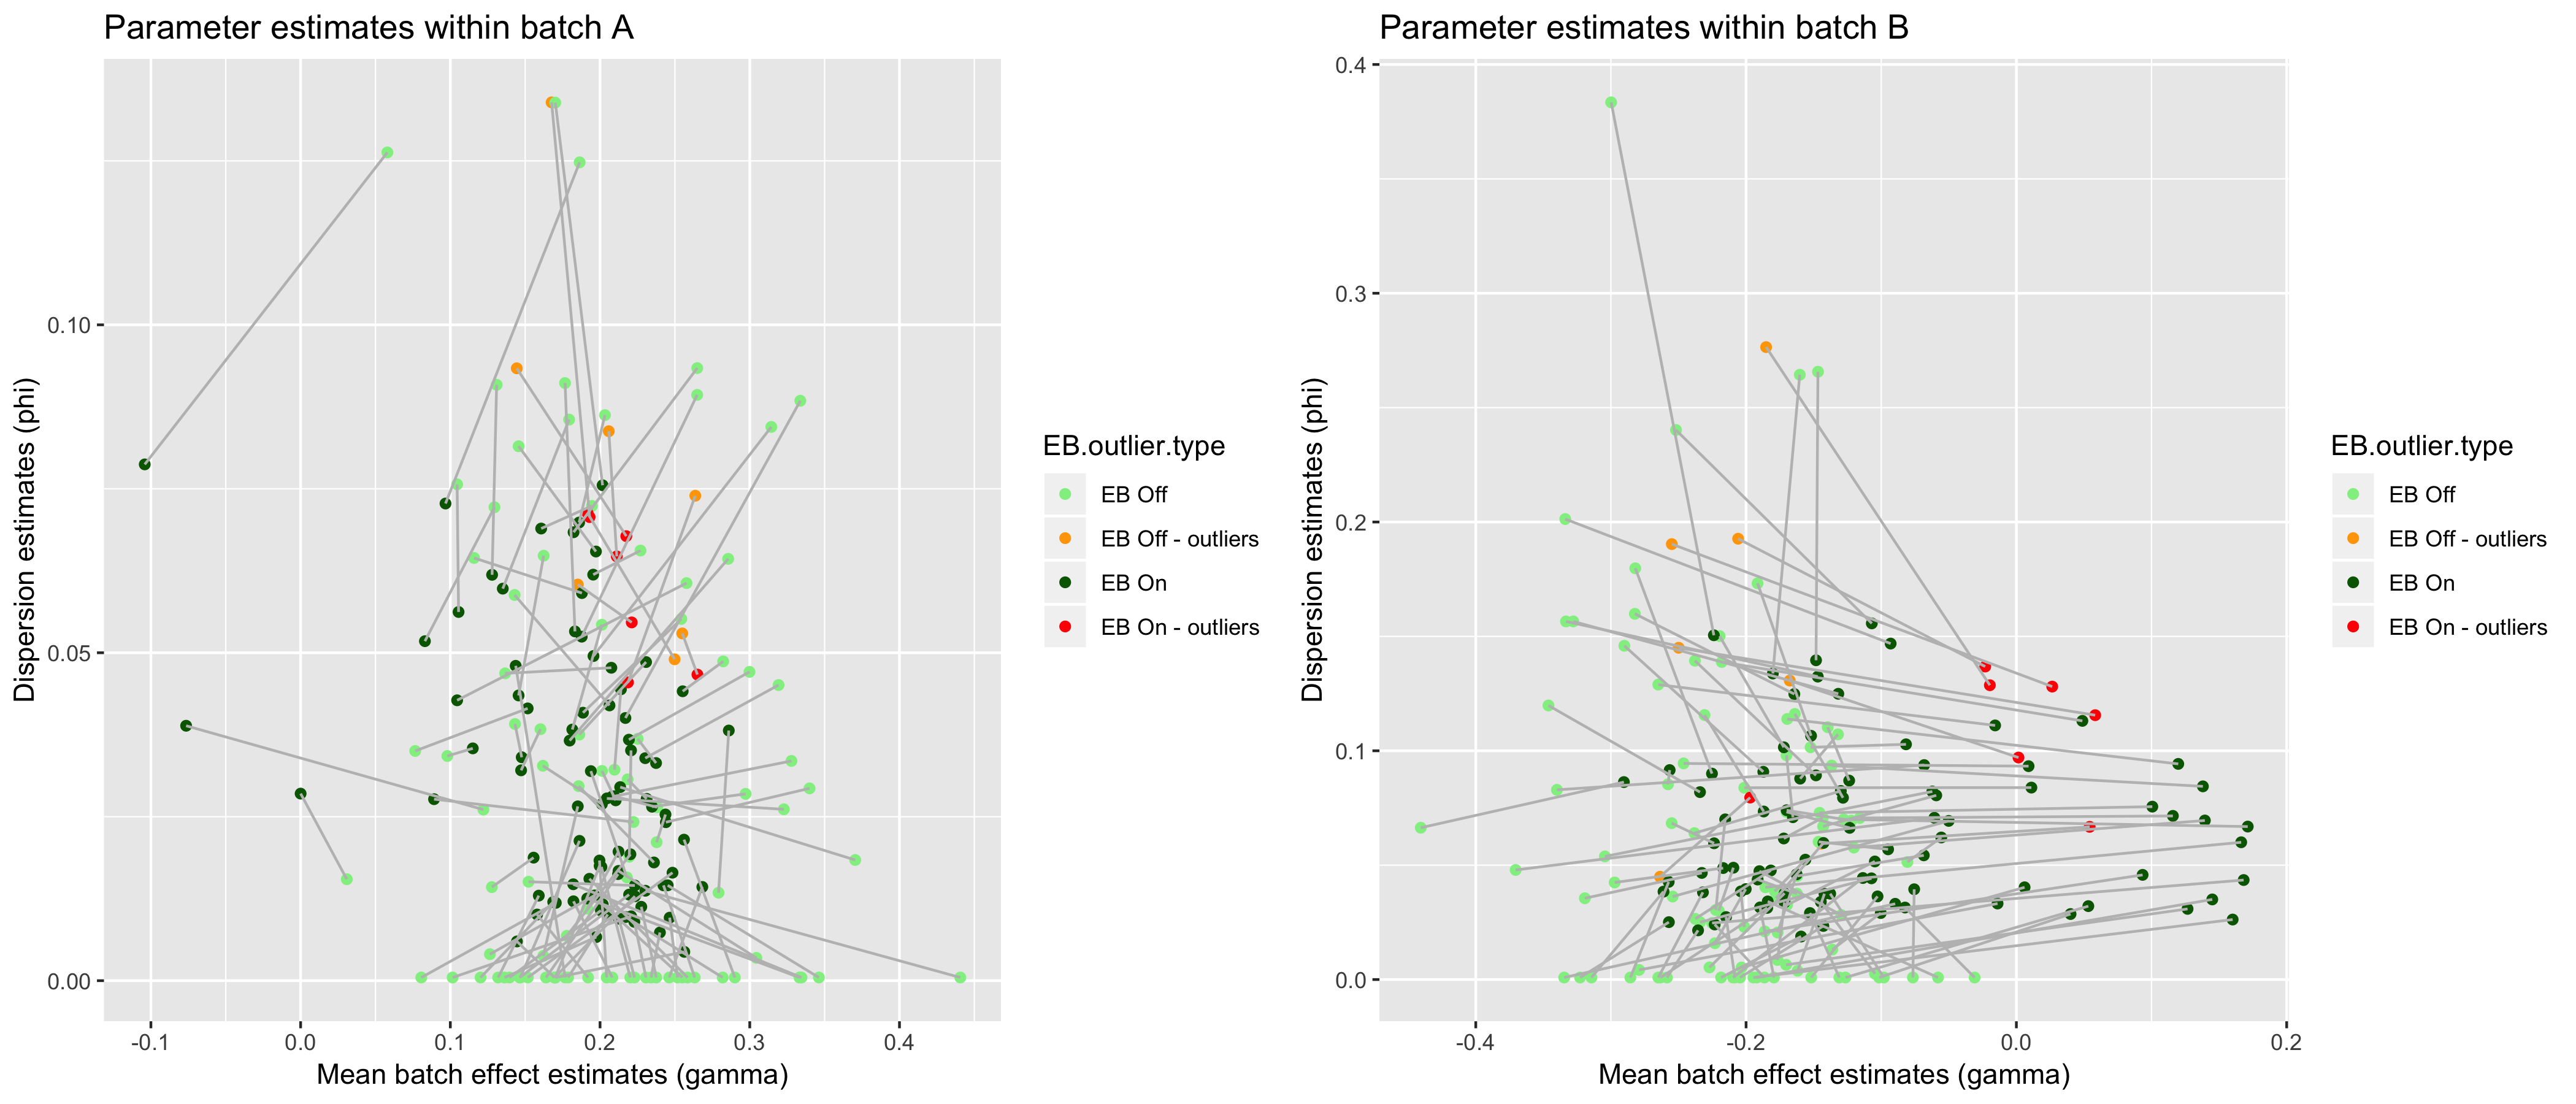 Parameter estimates within batch A
Dispersion estimates (phi)
0.10
0.05
0.00
-0.1 0.0 0.1 0.2 0.3 0.4
Mean batch effect estimates (gamma)
EB.outlier.type
EB Off
EB Off - outliers
EB On
EB On - outliers
Parameter estimates within batch B
Dispersion estimates (phi)
0.4
0.3
0.2
0.1
0.0
-0.4 -0.2 0.0 0.2
Mean batch effect estimates (gamma)
EB.outlier.type
EB Off
EB Off - outliers
EB On
EB On - outliers